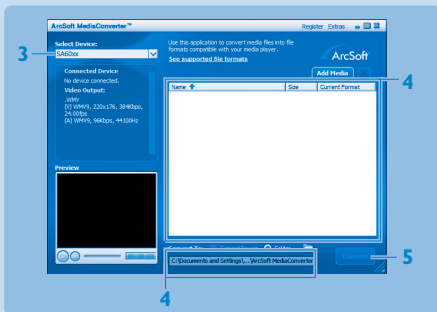 ArcSoft MediaConverter™
Register Extras
Select Device:
SA60xx
Connected Device
No device connected.
Video Output:
.WMV
(V) WMV9, 220x176, 384Kbps,
24.00fps
(A) WMV9, 96Kbps, 44100Hz
Use this application to convert media files into file
formats compatible with your media player.
See supported file formats
ArcSoft
Add Media
Name
Size
Current Format
Preview
Folder
C:\Documents and Settings\...\ArcSoft MediaConverter
Convert
3
4
4
5